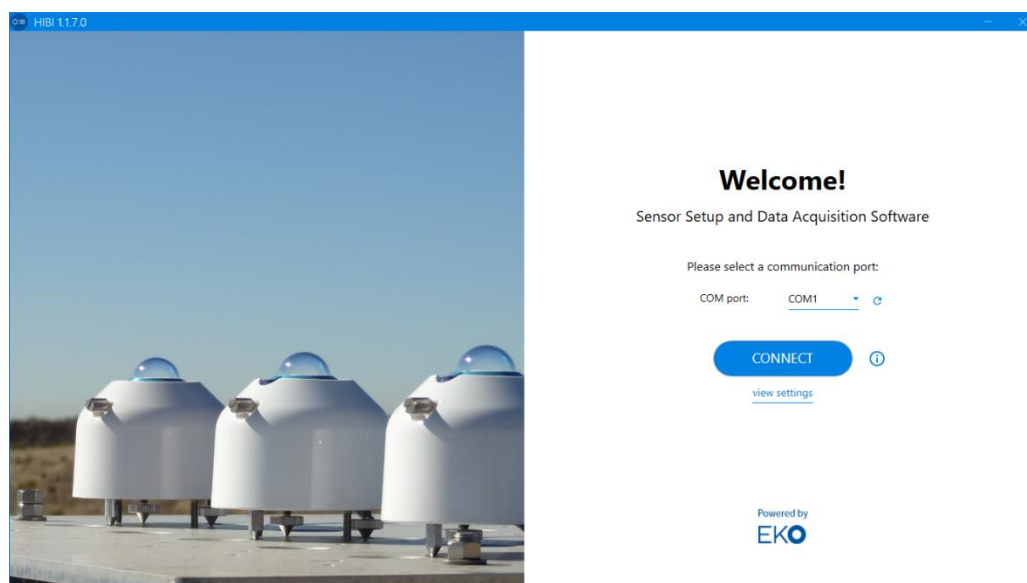 HIBI 1.1.7.0
Welcome!
Sensor Setup and Data Acquisition Software
Please select a communication port:
COM port: COM1
CONNECT
view settings
Powered by
EKO